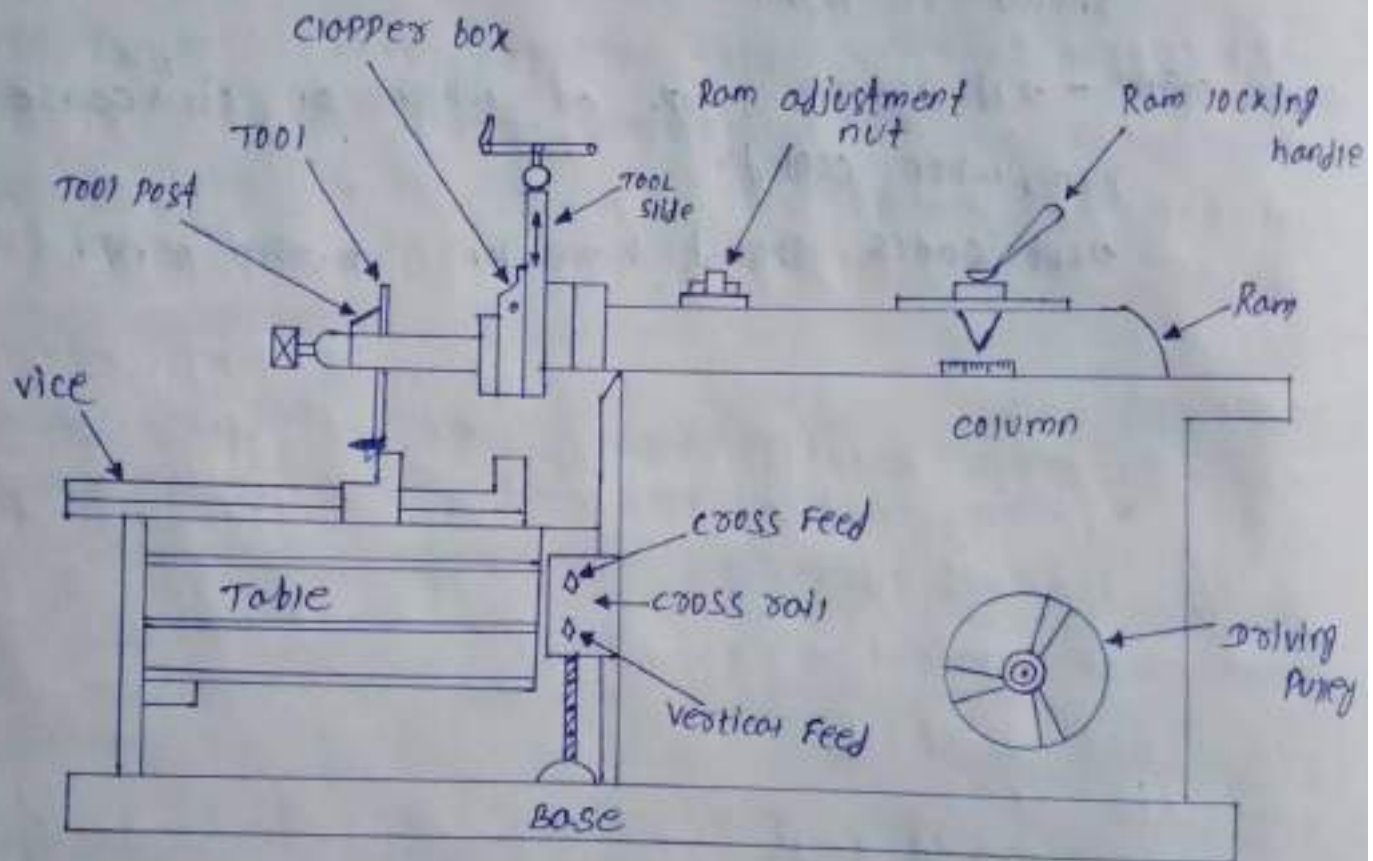 Clapper box
Ram adjustment
nut
Ram locking
handle
Tool
Tool Post
TOOL
Slide
Ram
vice
column
cross Feed
Table
cross rail
Driving
Pulley
Vertical Feed
Base